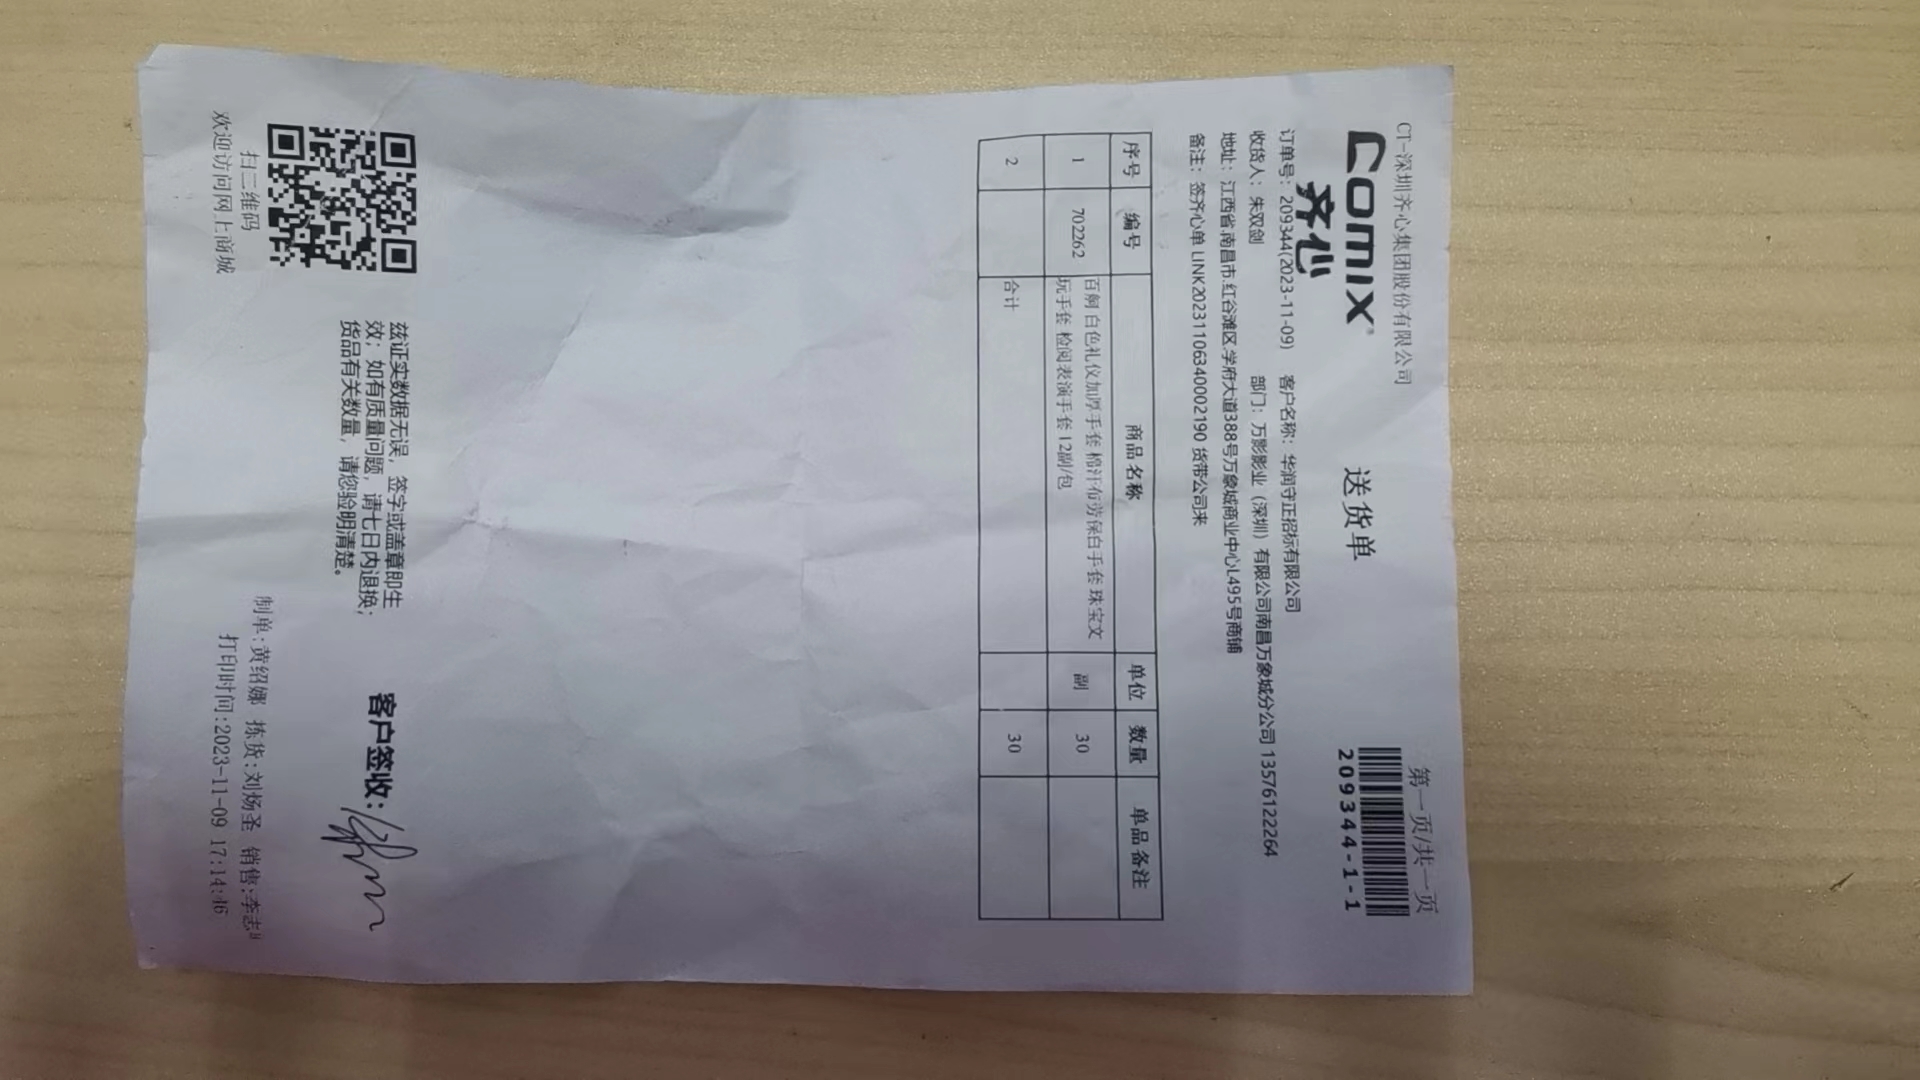 CT-深圳齐心集团股份有限公司
第一页/共一页
COMIX
齐心
送货单
209344-1-1
订单号：209344(2023-11-09) 客户名称：华润守正招标有限公司
收货人：朱双剑 部门：万影影业（深圳）有限公司南昌万象城分公司 13576122264
地址：江西省.南昌市.红谷滩区.学府大道388号万象城商业中心L495号商铺
备注：签齐心单 LINK2023110634000219​0 货带公司来
序号 编号 商品名称 单位 数量 单品备注
1 702262 百舸 白色礼仪加厚手套 棉汗布劳保白手套 珠宝文
玩手套 检阅表演手套 12副/包 副 30
2 合计 30
兹证实数据无误，签字或盖章即生
效；如有质量问题，请七日内退换；
货品有关数量，请您验明清楚。
客户签收：
扫二维码
欢迎访问网上商城
制单:黄绍娜 拣货:刘炀圣 销售:李志
打印时间:2023-11-09 17:14:46